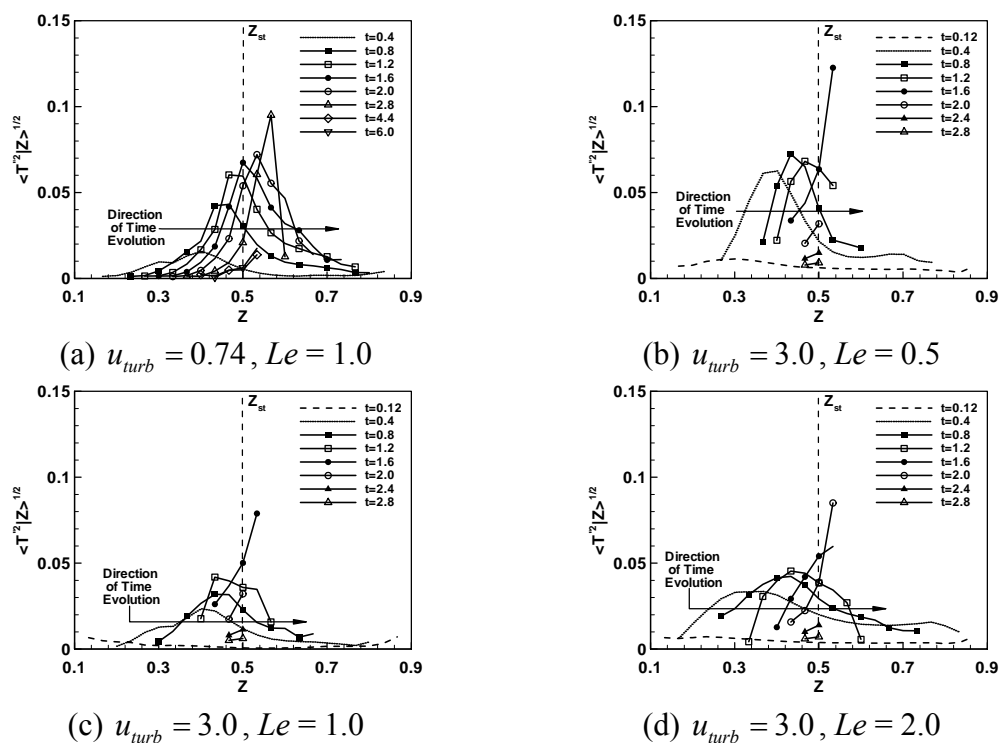 0.15
0.1
0.05
0
<T''²|Z>^1/2
Z_st
t=0.4
t=0.8
t=1.2
t=1.6
t=2.0
t=2.8
t=4.4
t=6.0
Direction
of Time
Evolution
0.1 0.3 0.5 0.7 0.9
Z
(a) u_turb = 0.74, Le = 1.0
0.15
0.1
0.05
0
<T''²|Z>^1/2
Z_st
t=0.12
t=0.4
t=0.8
t=1.2
t=1.6
t=2.0
t=2.4
t=2.8
Direction
of Time
Evolution
0.1 0.3 0.5 0.7 0.9
Z
(b) u_turb = 3.0, Le = 0.5
0.15
0.1
0.05
0
<T''²|Z>^1/2
Z_st
t=0.12
t=0.4
t=0.8
t=1.2
t=1.6
t=2.0
t=2.4
t=2.8
Direction
of Time
Evolution
0.1 0.3 0.5 0.7 0.9
Z
(c) u_turb = 3.0, Le = 1.0
0.15
0.1
0.05
0
<T''²|Z>^1/2
Z_st
t=0.12
t=0.4
t=0.8
t=1.2
t=1.6
t=2.0
t=2.4
t=2.8
Direction
of Time
Evolution
0.1 0.3 0.5 0.7 0.9
Z
(d) u_turb = 3.0, Le = 2.0